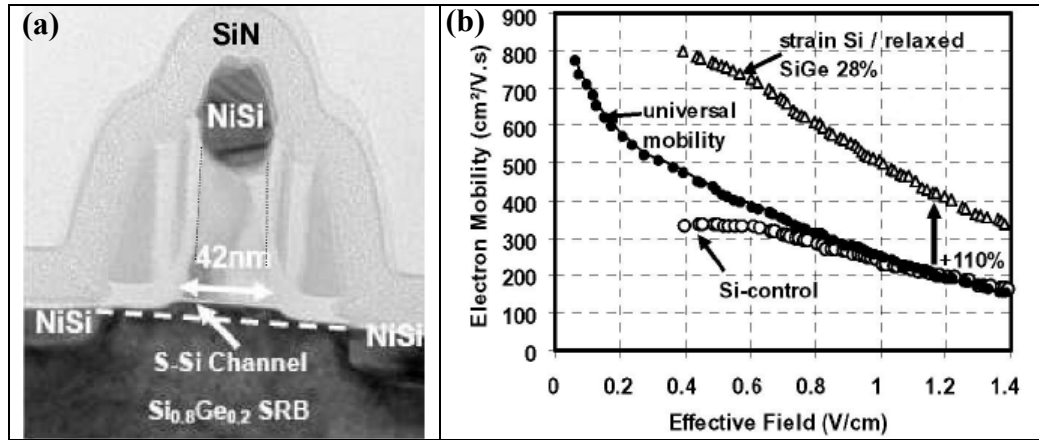 (a)
SiN
NiSi
42nm
NiSi
NiSi
S-Si Channel
Si0.8Ge0.2 SRB
(b)
Electron Mobility (cm²/V.s)
900
800
700
600
500
400
300
200
100
0
strain Si / relaxed
SiGe 28%
universal
mobility
Si-control
+110%
0
0.2
0.4
0.6
0.8
1
1.2
1.4
Effective Field (V/cm)